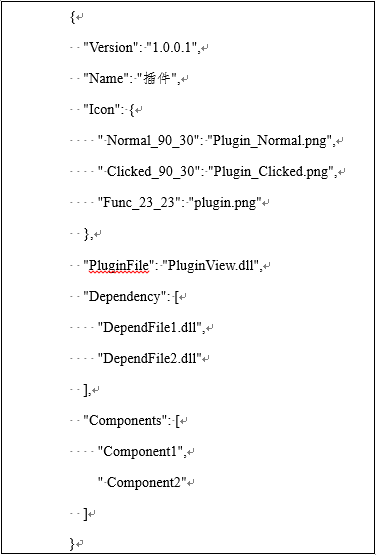 {
"Version": "1.0.0.1",
"Name": "插件",
"Icon": {
" Normal_90_30": "Plugin_Normal.png",
" Clicked_90_30": "Plugin_Clicked.png",
"Func_23_23": "plugin.png"
},
"PluginFile": "PluginView.dll",
"Dependency": [
"DependFile1.dll",
"DependFile2.dll"
],
"Components": [
"Component1",
" Component2"
]
}